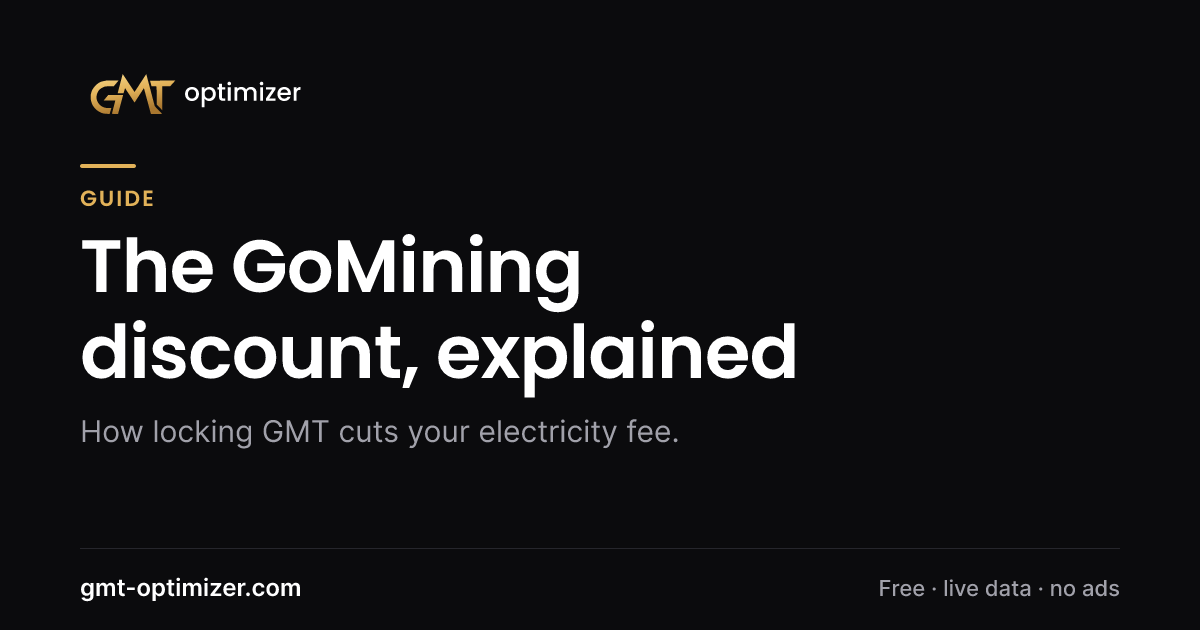 GMT optimizer
GUIDE
The GoMining
discount, explained
How locking GMT cuts your electricity fee.
gmt-optimizer.com
Free · live data · no ads